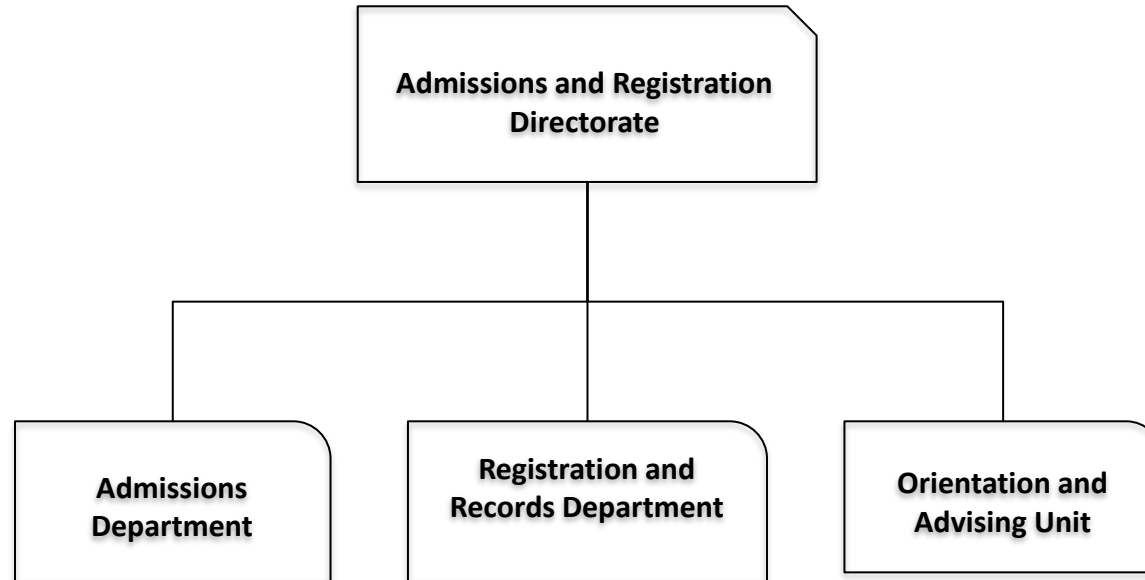 Admissions and Registration
Directorate
Admissions
Department
Registration and
Records Department
Orientation and
Advising Unit